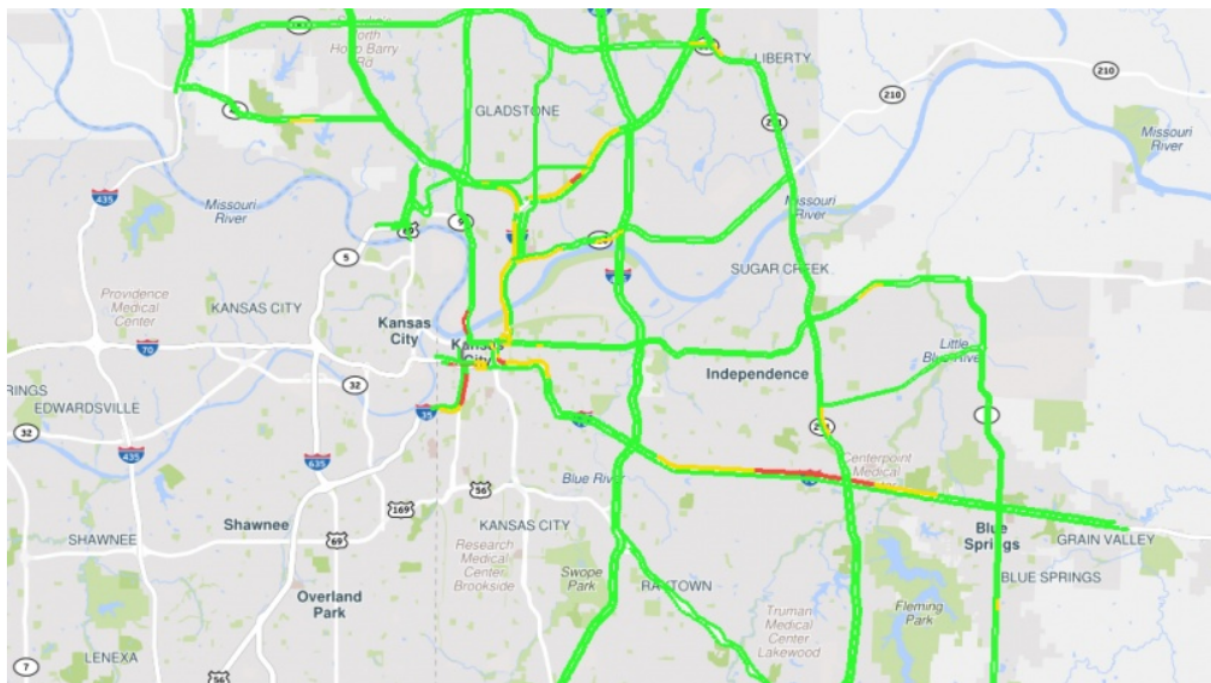 North
Hoop Barry
Rd
LIBERTY
210
210
GLADSTONE
Missouri
River
435
Missouri
River
Missouri
River
69
9
5
SUGAR CREEK
Providence
Medical
Center
KANSAS CITY
Kansas
City
Kansas
City
70
Little
Blue River
Independence
32
RINGS
EDWARDSVILLE
35
32
435
635
Centerpoint
Medical
Blue River
56
169
Shawnee
KANSAS CITY
Blue
Springs
GRAIN VALLEY
SHAWNEE
69
Research
Medical
Center
Brookside
Swope
Park
RAYTOWN
BLUE SPRINGS
Overland
Park
Truman
Medical
Center
Lakewood
Fleming
Park
LENEXA
7
56